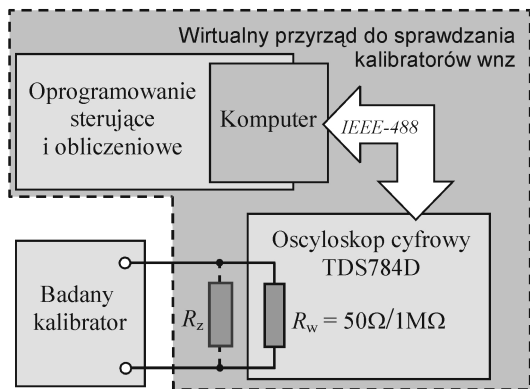 Wirtualny przyrząd do sprawdzania
kalibratorów wnz
Oprogramowanie
sterujące
i obliczeniowe
Komputer
IEEE-488
Oscyloskop cyfrowy
TDS784D
Badany
kalibrator
Rz
Rw = 50Ω/1MΩ